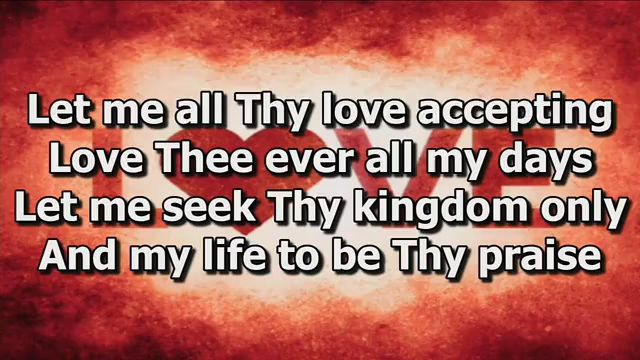 Let me all Thy love accepting
Love Thee ever all my days
Let me seek Thy kingdom only
And my life to be Thy praise